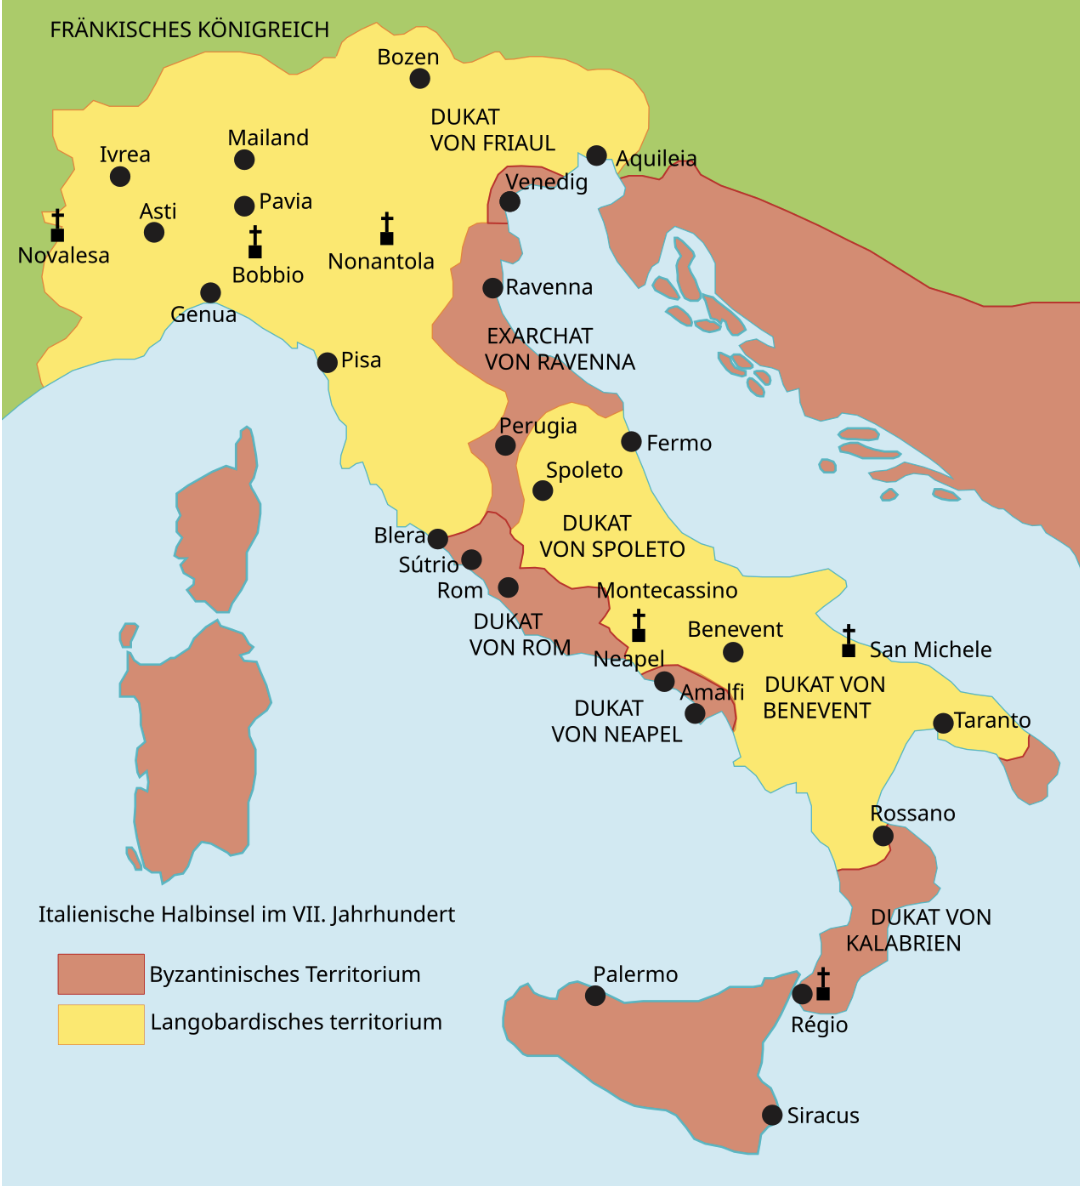 FRÄNKISCHES KÖNIGREICH
Bozen
DUKAT
VON FRIAUL
Mailand
Ivrea
Aquileia
Venedig
Pavia
Asti
Novalesa
Bobbio
Nonantola
Ravenna
Genua
EXARCHAT
VON RAVENNA
Pisa
Perugia
Fermo
Spoleto
DUKAT
VON SPOLETO
Blera
Sútrio
Rom
Montecassino
DUKAT
VON ROM
Benevent
San Michele
Neapel
Amalfi
DUKAT VON
BENEVENT
DUKAT
VON NEAPEL
Taranto
Rossano
Italienische Halbinsel im VII. Jahrhundert
DUKAT VON
KALABRIEN
Byzantinisches Territorium
Palermo
Langobardisches territorium
Régio
Siracus